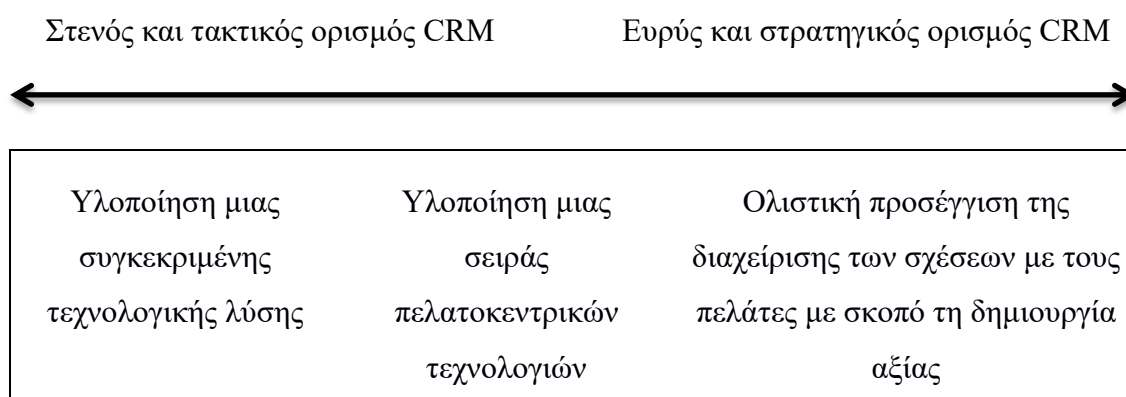 Στενός και τακτικός ορισμός CRM
Ευρύς και στρατηγικός ορισμός CRM
Υλοποίηση μιας
συγκεκριμένης
τεχνολογικής λύσης
Υλοποίηση μιας
σειράς
πελατοκεντρικών
τεχνολογιών
Ολιστική προσέγγιση της
διαχείρισης των σχέσεων με τους
πελάτες με σκοπό τη δημιουργία
αξίας